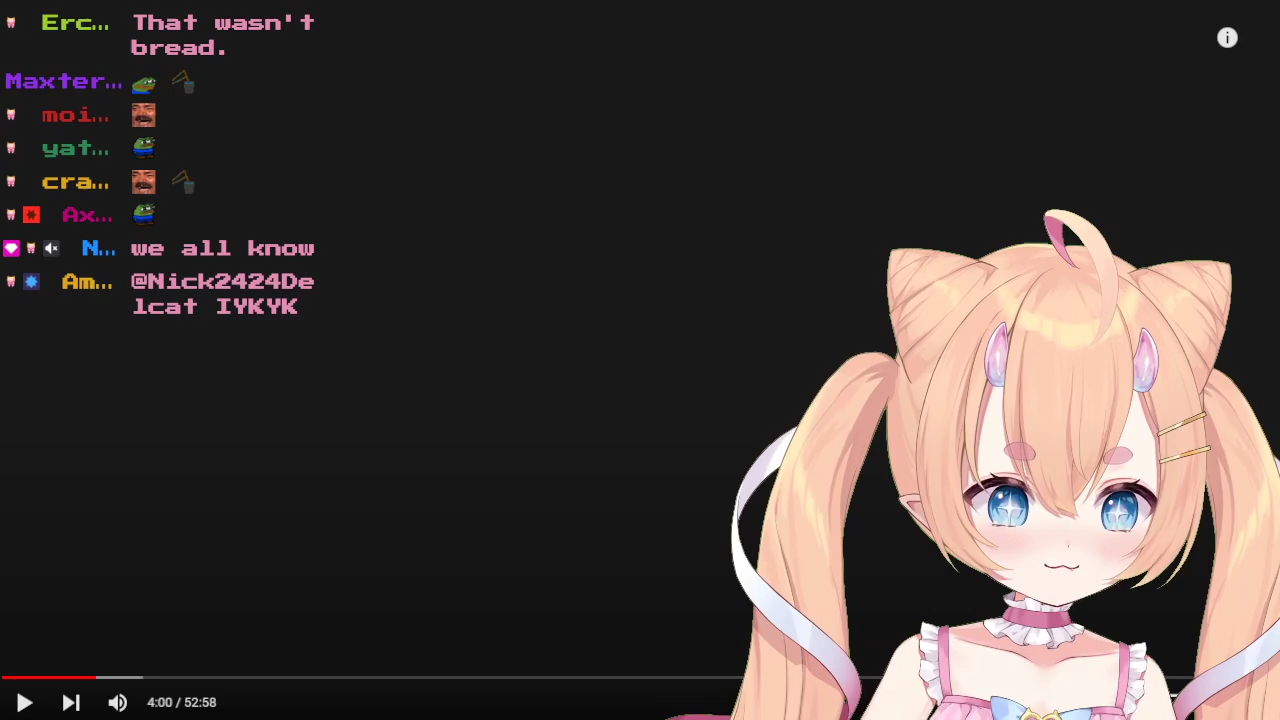 Erc... That wasn't
bread.
Maxter...
moi...
yat...
cra...
Ax...
N... we all know
Am... @Nick2424De
lcat IYKYK
4:00 / 52:58